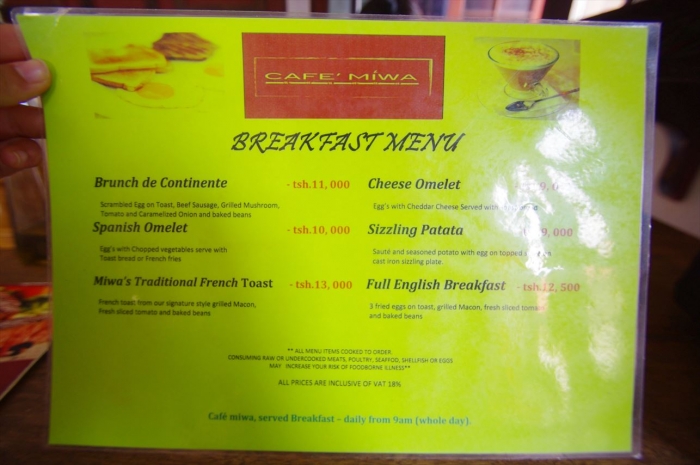 CAFE' MiWA
BREAKFAST MENU
Brunch de Continente - tsh.11, 000
Scrambled Egg on Toast, Beef Sausage, Grilled Mushroom,
Tomato and Caramelized Onion and baked beans
Spanish Omelet - tsh.10, 000
Egg's with Chopped vegetables serve with
Toast bread or French fries
Miwa's Traditional French Toast - tsh.13, 000
French toast from our signature style grilled Macon,
Fresh sliced tomato and baked beans
Cheese Omelet
Egg's with Cheddar Cheese Served with
Sizzling Patata 9, 000
Sauté and seasoned potato with egg on topped
cast iron sizzling plate.
Full English Breakfast - tsh.12, 500
3 fried eggs on toast, grilled Macon, fresh sliced tomato
and baked beans
** ALL MENU ITEMS COOKED TO ORDER.
CONSUMING RAW OR UNDERCOOKED MEATS, POULTRY, SEAFOOD, SHELLFISH OR EGGS
MAY INCREASE YOUR RISK OF FOODBORNE ILLNESS**
ALL PRICES ARE INCLUSIVE OF VAT 18%
Café miwa, served Breakfast – daily from 9am (whole day).